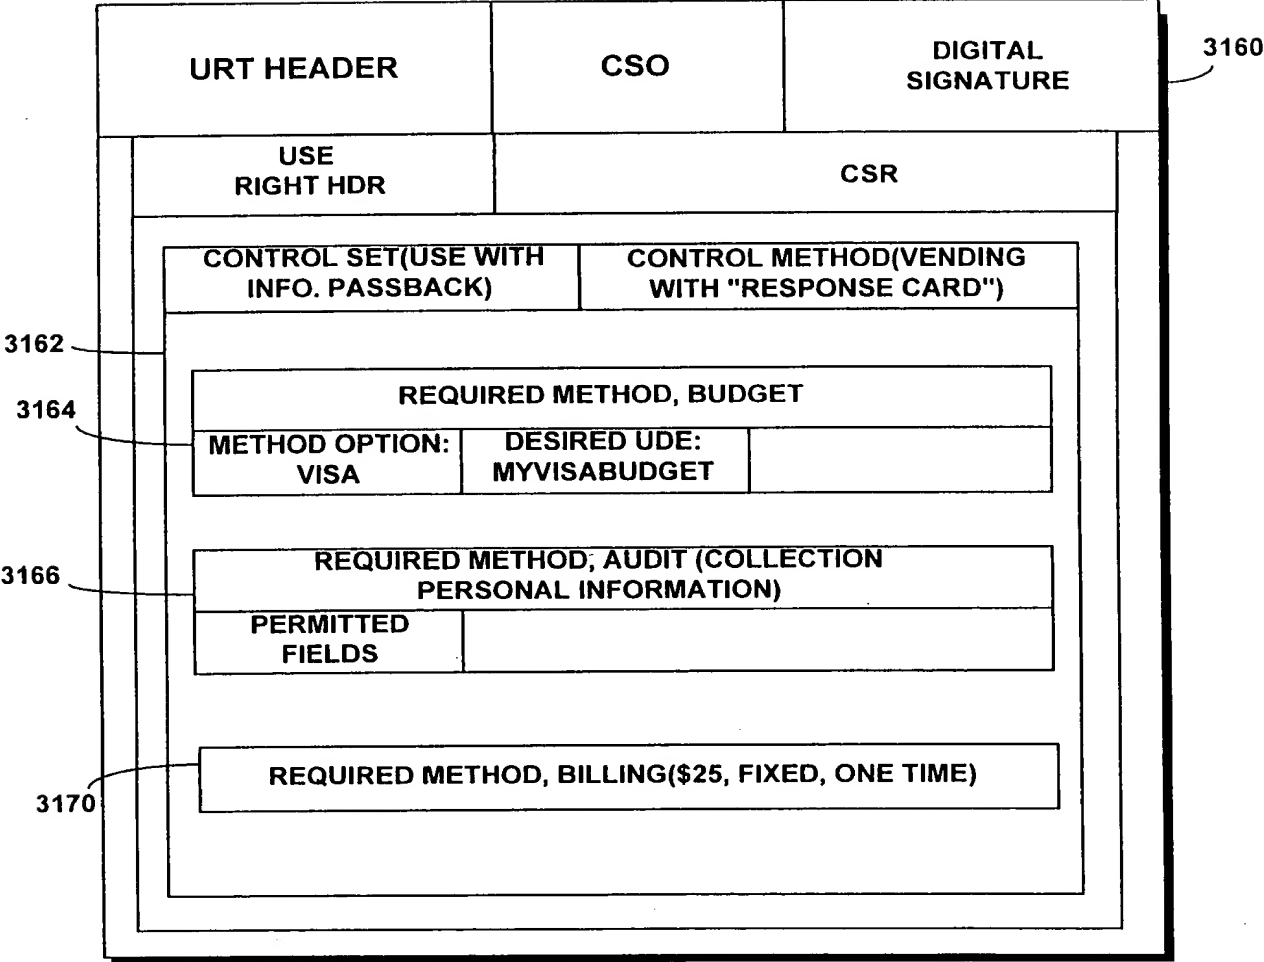 URT HEADER
CSO
DIGITAL
SIGNATURE
3160
USE
RIGHT HDR
CSR
CONTROL SET(USE WITH
INFO. PASSBACK)
CONTROL METHOD(VENDING
WITH "RESPONSE CARD")
3162
REQUIRED METHOD, BUDGET
3164
METHOD OPTION:
VISA
DESIRED UDE:
MYVISABUDGET
REQUIRED METHOD, AUDIT (COLLECTION
PERSONAL INFORMATION)
3166
PERMITTED
FIELDS
REQUIRED METHOD, BILLING($25, FIXED, ONE TIME)
3170